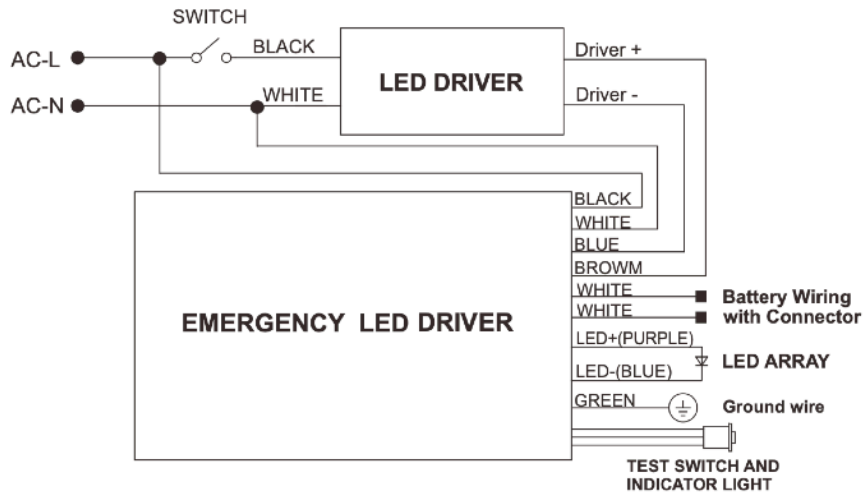 SWITCH
AC-L
BLACK
LED DRIVER
Driver +
AC-N
WHITE
Driver -
BLACK
WHITE
BLUE
BROWM
WHITE
WHITE
Battery Wiring
with Connector
EMERGENCY LED DRIVER
LED+(PURPLE)
LED ARRAY
LED-(BLUE)
GREEN
Ground wire
TEST SWITCH AND
INDICATOR LIGHT